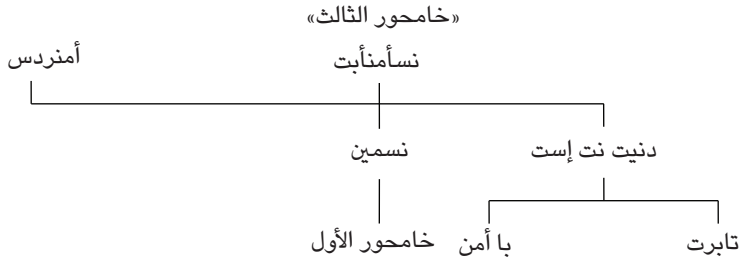 «خامحور الثالث»
نسأمنأبت
أمنردس
دنيت نت إست
نسمين
تابرت
با أمن
خامحور الأول